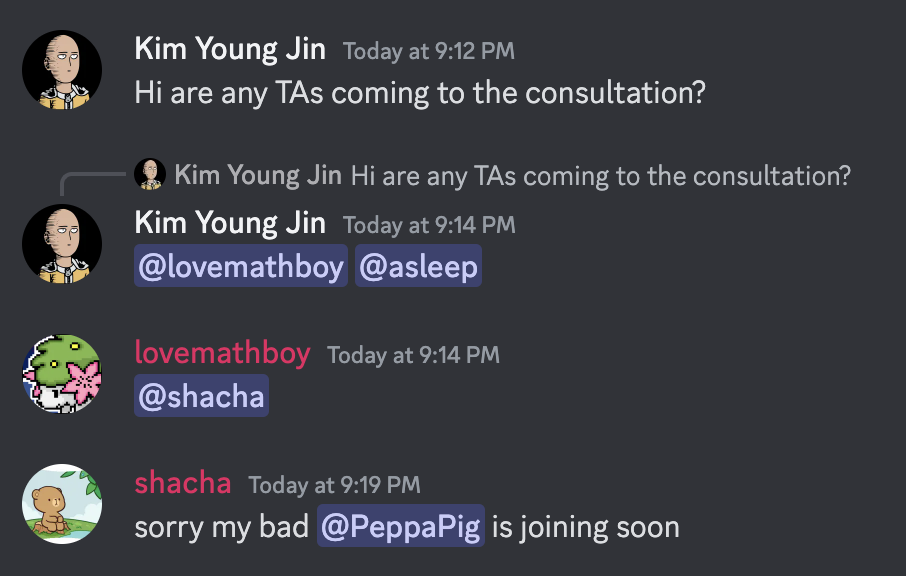 Kim Young Jin Today at 9:12 PM
Hi are any TAs coming to the consultation?
Kim Young Jin Hi are any TAs coming to the consultation?
Kim Young Jin Today at 9:14 PM
@lovemathboy @asleep
lovemathboy Today at 9:14 PM
@shacha
shacha Today at 9:19 PM
sorry my bad @PeppaPig is joining soon